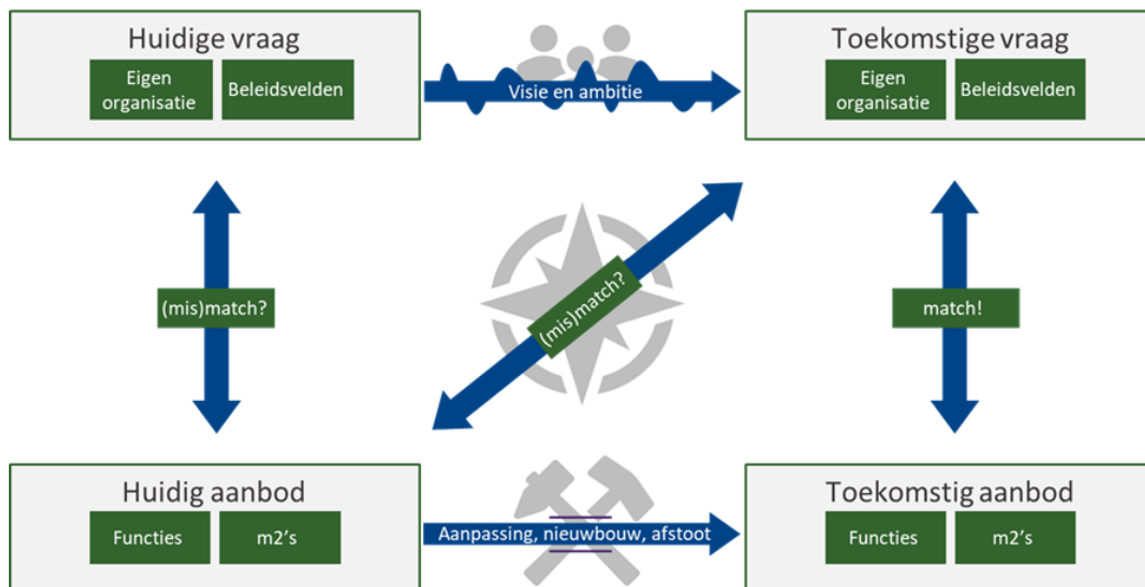 Huidige vraag
Eigen
organisatie
Beleidsvelden
Visie en ambitie
Toekomstige vraag
Eigen
organisatie
Beleidsvelden
(mis)match?
(mis)match?
match!
Huidig aanbod
Functies
m2's
Aanpassing, nieuwbouw, afstoot
Toekomstig aanbod
Functies
m2's